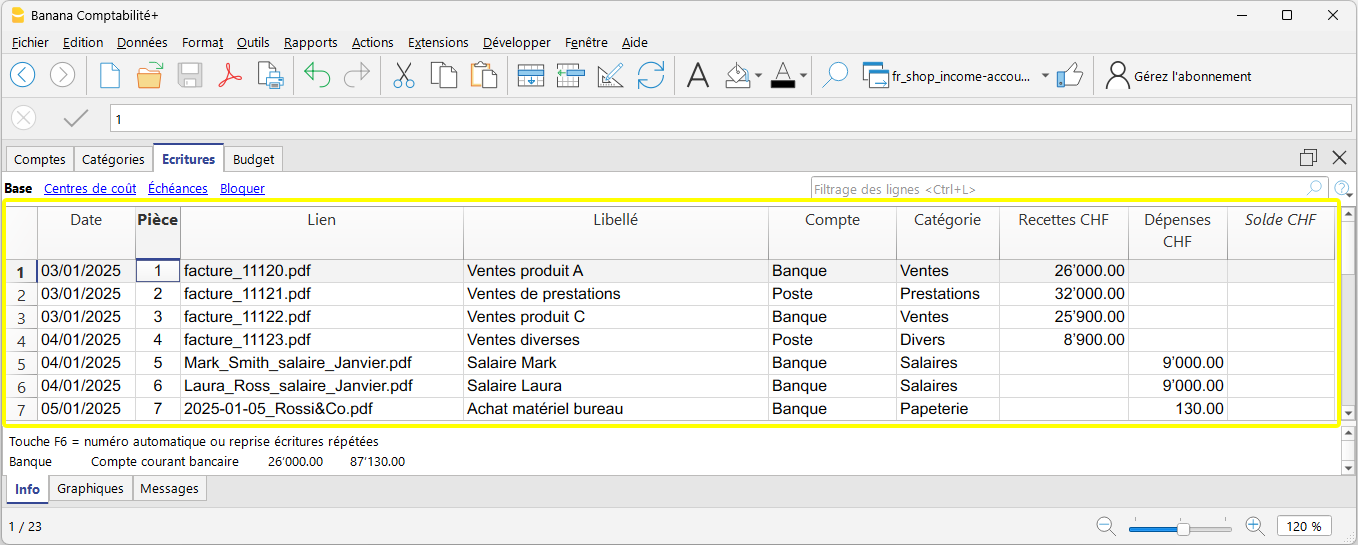 Banana Comptabilité+
Fichier Edition Données Format Outils Rapports Actions Extensions Développer Fenêtre Aide
fr_shop_income-accou... Gérez l'abonnement
1
Comptes Catégories Ecritures Budget
Base Centres de coût Échéances Bloquer Filtrage des lignes <Ctrl+L>
Date Pièce Lien Libellé Compte Catégorie Recettes CHF Dépenses CHF Solde CHF
1 03/01/2025 1 facture_11120.pdf Ventes produit A Banque Ventes 26’000.00
2 03/01/2025 2 facture_11121.pdf Ventes de prestations Poste Prestations 32’000.00
3 03/01/2025 3 facture_11122.pdf Ventes produit C Banque Ventes 25’900.00
4 04/01/2025 4 facture_11123.pdf Ventes diverses Poste Divers 8’900.00
5 04/01/2025 5 Mark_Smith_salaire_Janvier.pdf Salaire Mark Banque Salaires 9’000.00
6 04/01/2025 6 Laura_Ross_salaire_Janvier.pdf Salaire Laura Banque Salaires 9’000.00
7 05/01/2025 7 2025-01-05_Rossi&Co.pdf Achat matériel bureau Banque Papeterie 130.00
Touche F6 = numéro automatique ou reprise écritures répétées
Banque Compte courant bancaire 26’000.00 87’130.00
Info Graphiques Messages
1 / 23 120 %